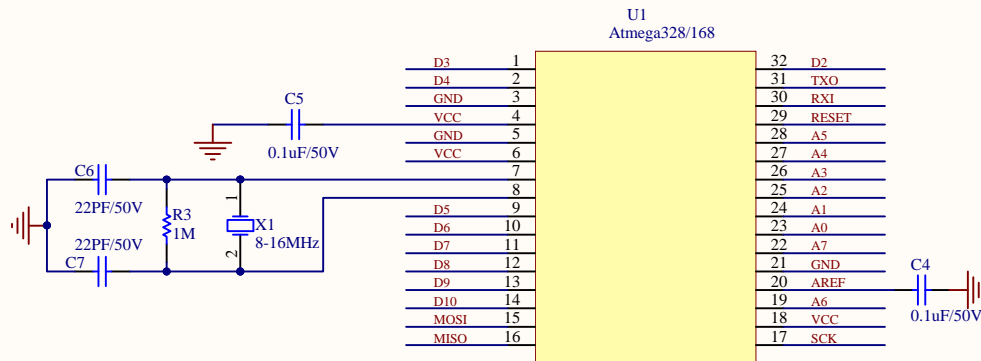 U1
Atmega328/168
D3 1
D4 2
GND 3
VCC 4
GND 5
VCC 6
7
8
D5 9
D6 10
D7 11
D8 12
D9 13
D10 14
MOSI 15
MISO 16
32 D2
31 TXO
30 RXI
29 RESET
28 A5
27 A4
26 A3
25 A2
24 A1
23 A0
22 A7
21 GND
20 AREF
19 A6
18 VCC
17 SCK
C5
0.1uF/50V
C6
22PF/50V
R3
1M
1
X1
8-16MHz
2
22PF/50V
C7
C4
0.1uF/50V